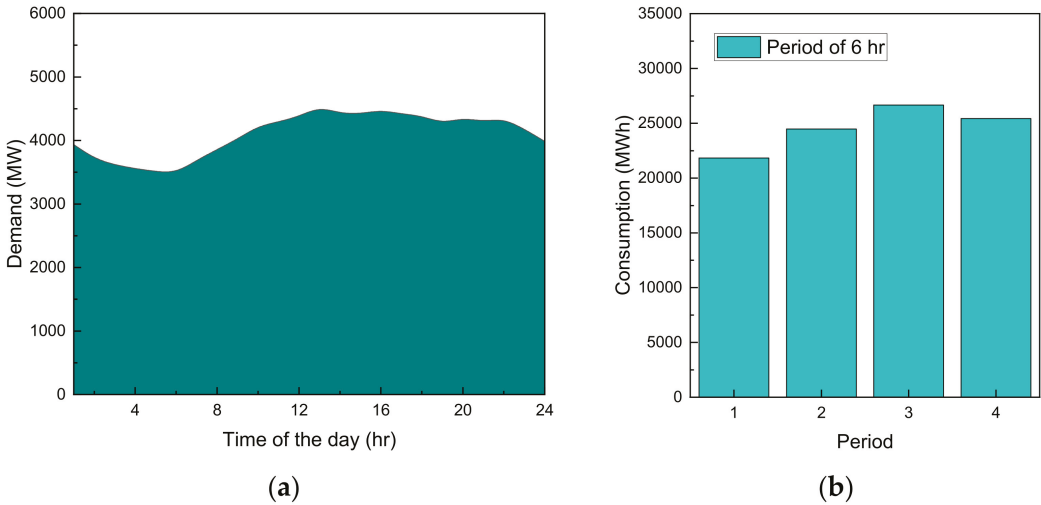 6000
5000
4000
3000
2000
1000
0
Demand (MW)
4 8 12 16 20 24
Time of the day (hr)
(a)
35000
30000
25000
20000
15000
10000
5000
0
Consumption (MWh)
Period of 6 hr
1 2 3 4
Period
(b)